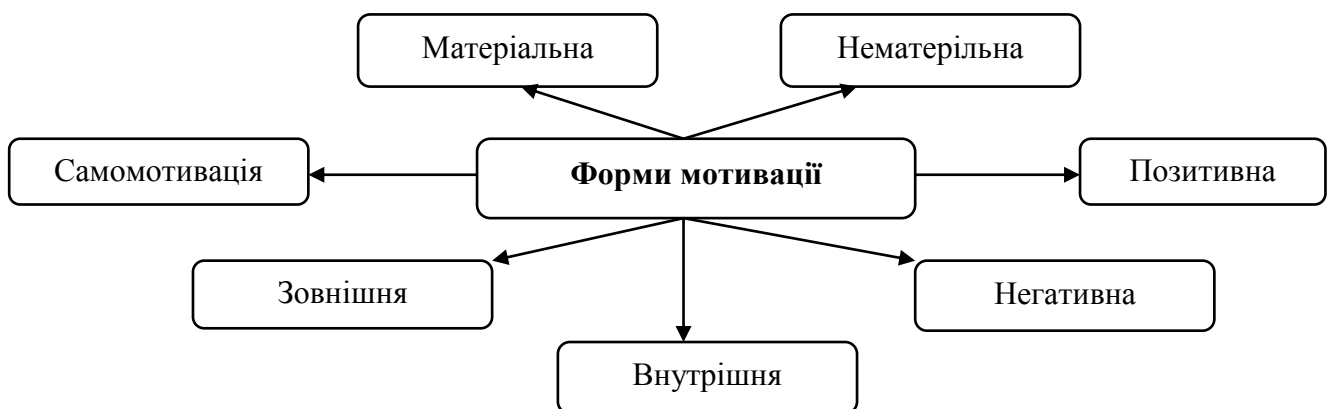 Матеріальна
Нематерільна
Самомотивація
Форми мотивації
Позитивна
Зовнішня
Негативна
Внутрішня